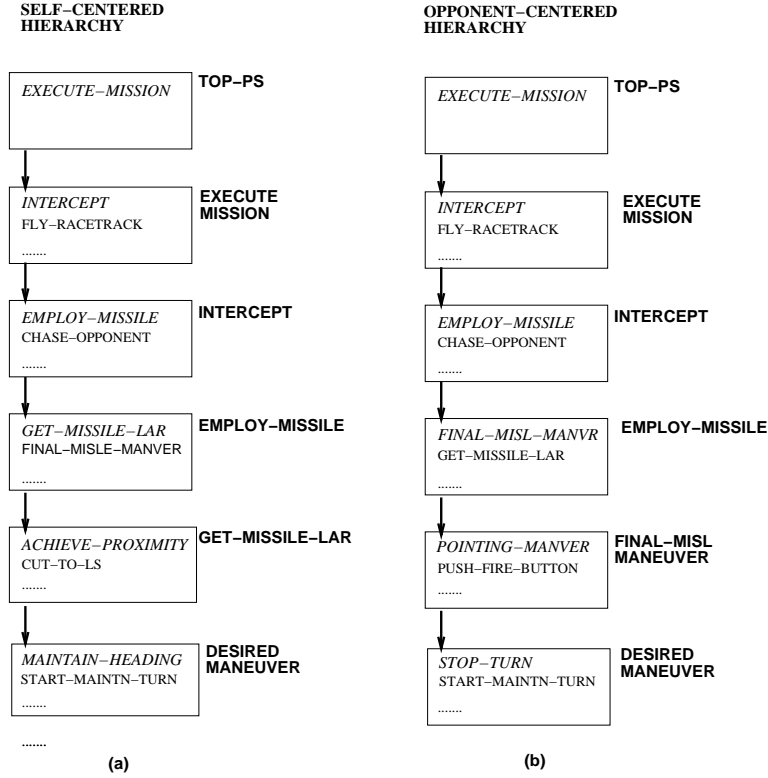 SELF–CENTERED
HIERARCHY
EXECUTE–MISSION
TOP–PS
INTERCEPT
FLY–RACETRACK
.......
EXECUTE
MISSION
EMPLOY–MISSILE
CHASE–OPPONENT
.......
INTERCEPT
GET–MISSILE–LAR
FINAL–MISLE–MANVER
.......
EMPLOY–MISSILE
ACHIEVE–PROXIMITY
CUT–TO–LS
.......
GET–MISSILE–LAR
MAINTAIN–HEADING
START–MAINTN–TURN
.......
DESIRED
MANEUVER
.......
(a)
OPPONENT–CENTERED
HIERARCHY
EXECUTE–MISSION
TOP–PS
INTERCEPT
FLY–RACETRACK
.......
EXECUTE
MISSION
EMPLOY–MISSILE
CHASE–OPPONENT
.......
INTERCEPT
FINAL–MISL–MANVR
GET–MISSILE–LAR
.......
EMPLOY–MISSILE
POINTING–MANVER
PUSH–FIRE–BUTTON
.......
FINAL–MISL
MANEUVER
STOP–TURN
START–MAINTN–TURN
.......
DESIRED
MANEUVER
(b)